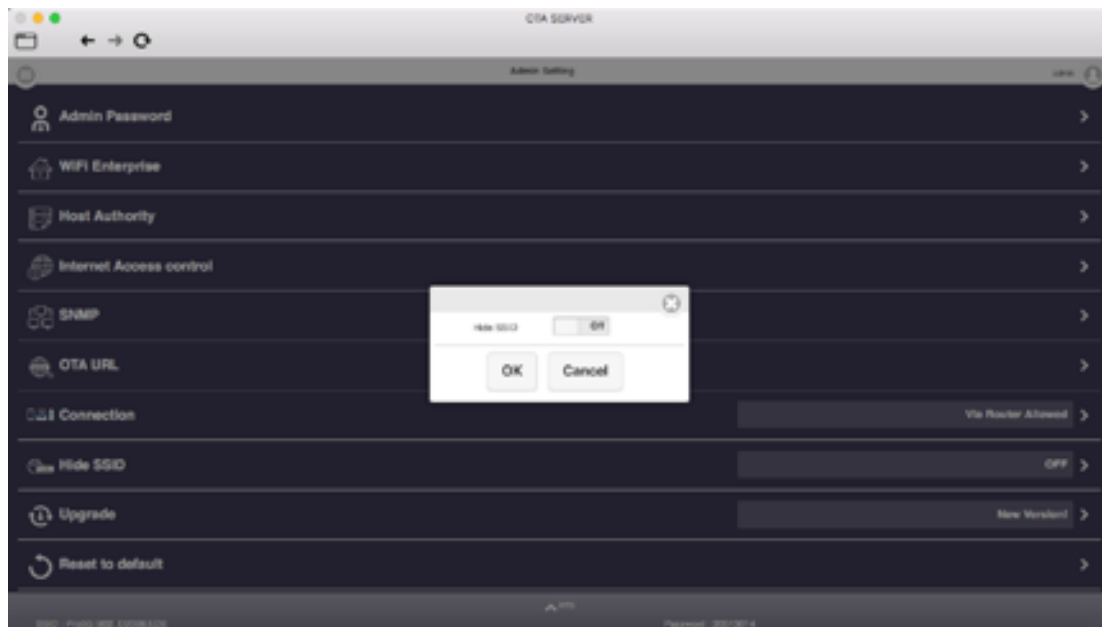 OTA SERVER
Admin Setting
Admin Password
WiFi Enterprise
Host Authority
Internet Access control
SNMP
Hide SSID Off
OTA URL
OK Cancel
Connection Via Router Allowed
Hide SSID OFF
Upgrade New Version!
Reset to default